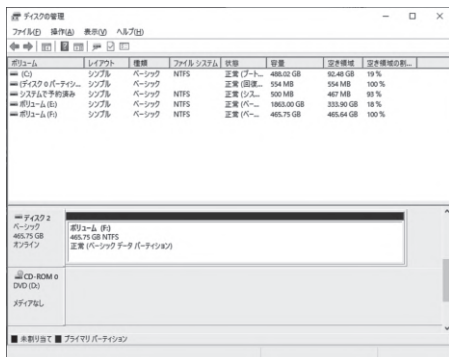 ディスクの管理
ファイル(F) 操作(A) 表示(V) ヘルプ(H)
ボリューム レイアウト 種類 ファイル システム 状態 容量 空き領域 空き領域の割...
(C:) シンプル ベーシック NTFS 正常 (ブート... 488.02 GB 92.48 GB 19 %
(ディスク 0 パーティシ... シンプル ベーシック 正常 (回復... 554 MB 554 MB 100 %
システムで予約済み シンプル ベーシック NTFS 正常 (シス... 500 MB 467 MB 93 %
ボリューム (E:) シンプル ベーシック NTFS 正常 (ベー... 1863.00 GB 333.90 GB 18 %
ボリューム (F:) シンプル ベーシック NTFS 正常 (ベー... 465.75 GB 465.64 GB 100 %
ディスク 2
ベーシック
465.75 GB
オンライン
ボリューム (F:)
465.75 GB NTFS
正常 (ベーシック データ パーティション)
CD-ROM 0
DVD (D:)
メディアなし
未割り当て プライマリ パーティション